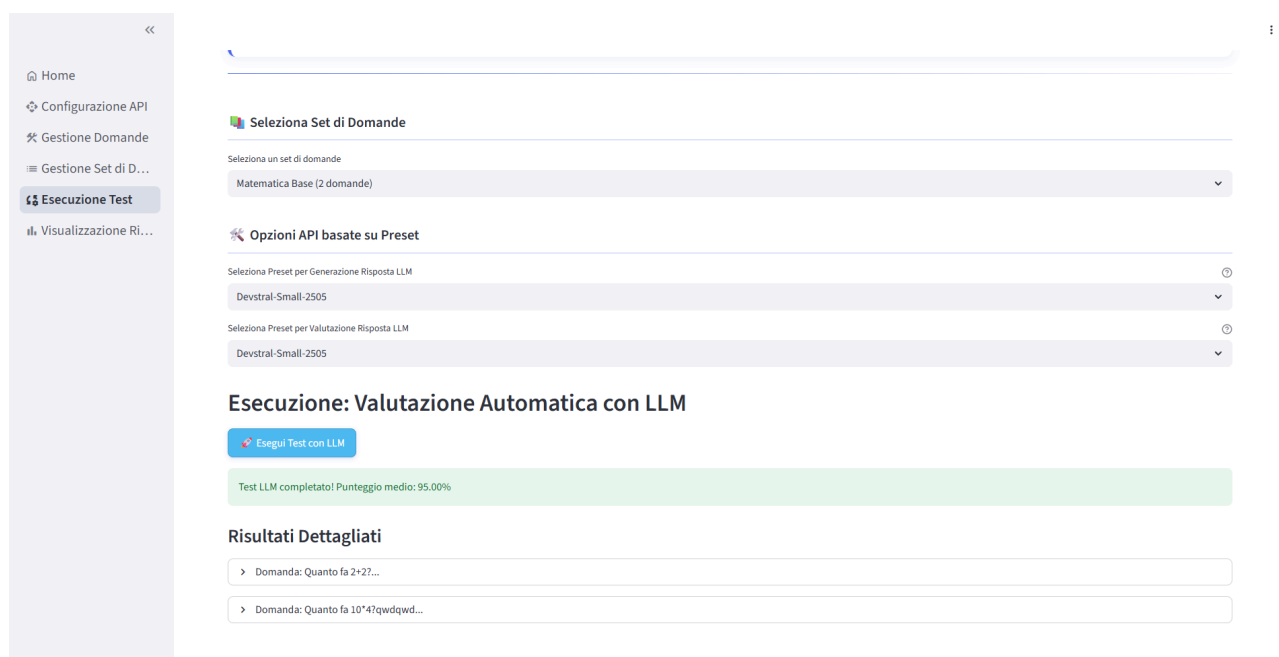 Home
Configurazione API
Gestione Domande
Gestione Set di D...
Esecuzione Test
Visualizzazione Ri...
Seleziona Set di Domande
Seleziona un set di domande
Matematica Base (2 domande)
Opzioni API basate su Preset
Seleziona Preset per Generazione Risposta LLM
Devstral-Small-2505
Seleziona Preset per Valutazione Risposta LLM
Devstral-Small-2505
Esecuzione: Valutazione Automatica con LLM
Esegui Test con LLM
Test LLM completato! Punteggio medio: 95.00%
Risultati Dettagliati
Domanda: Quanto fa 2+2?...
Domanda: Quanto fa 10*4?qwdqwd...